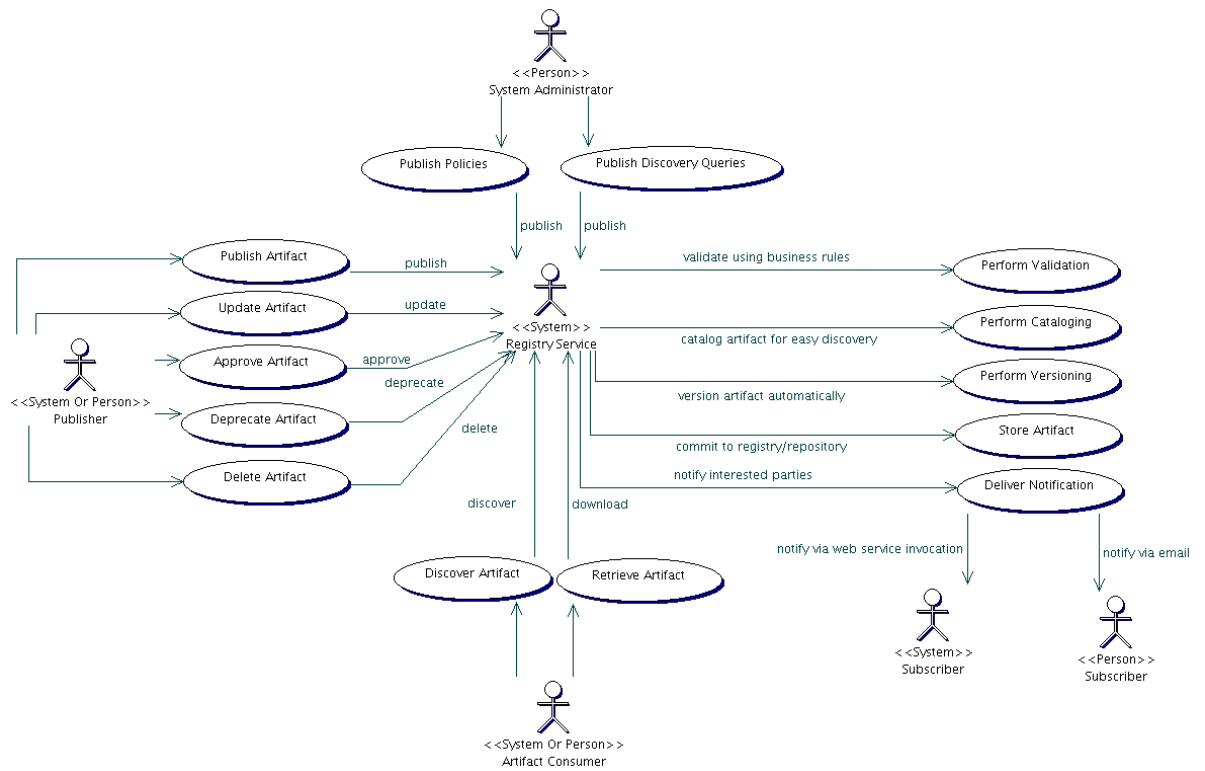 <<Person>>
System Administrator
Publish Policies
Publish Discovery Queries
publish
publish
Publish Artifact
publish
validate using business rules
Perform Validation
Update Artifact
update
<<System>>
Registry Service
catalog artifact for easy discovery
Perform Cataloging
Approve Artifact
approve
<<System Or Person>>
Publisher
deprecate
Deprecate Artifact
version artifact automatically
Perform Versioning
delete
Delete Artifact
commit to registry/repository
Store Artifact
notify interested parties
Deliver Notification
discover
download
notify via web service invocation
notify via email
Discover Artifact
Retrieve Artifact
<<System>>
Subscriber
<<Person>>
Subscriber
<<System Or Person>>
Artifact Consumer